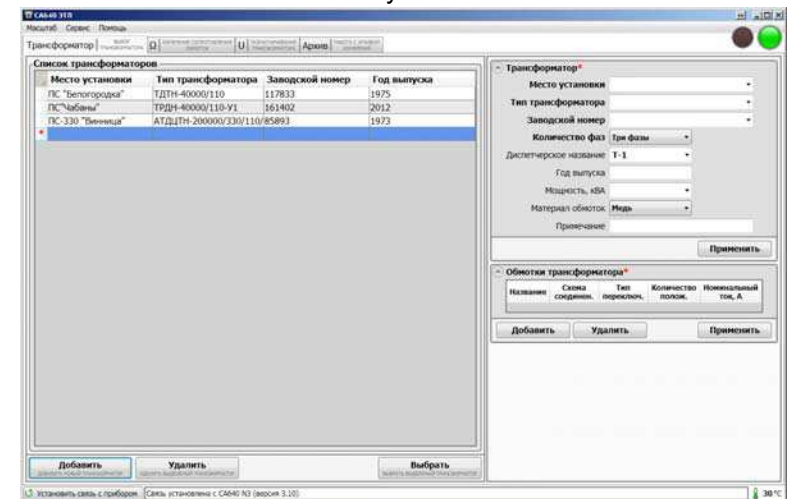 СА640 УТЛ
Масштаб Сервис Помощь
Трансформатор Ω U Архив
Список трансформаторов
Место установки Тип трансформатора Заводской номер Год выпуска
ПС "Белогородка" ТДТН-40000/110 117833 1975
ПС"Чабаны" ТРДН-40000/110-У1 161402 2012
ПС-330 "Винница" АТДЦТН-200000/330/110/ 85893 1973
*
Добавить Удалить Выбрать
Трансформатор*
Место установки
Тип трансформатора
Заводской номер
Количество фаз Три фазы
Диспетчерское название Т-1
Год выпуска
Мощность, кВА
Материал обмоток Медь
Примечание
Применить
Обмотки трансформатора*
Название Схема соединен. Тип переключ. Количество полож. Номинальный ток, А
Добавить Удалить Применить
Установить связь с прибором Связь установлена с СА640 N3 (версия 3.10) 30 °C